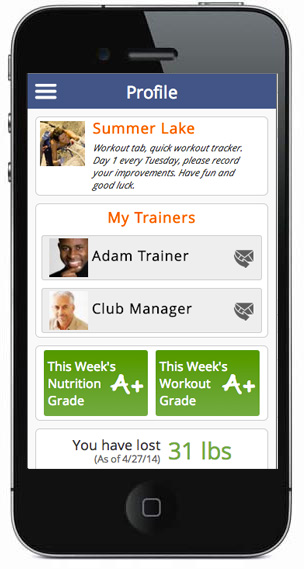 Profile
Summer Lake
Workout tab, quick workout tracker.
Day 1 every Tuesday, please record
your improvements. Have fun and
good luck.
My Trainers
Adam Trainer
Club Manager
This Week's
Nutrition
Grade
A+
This Week's
Workout
Grade
A+
You have lost
(As of 4/27/14)
31 lbs